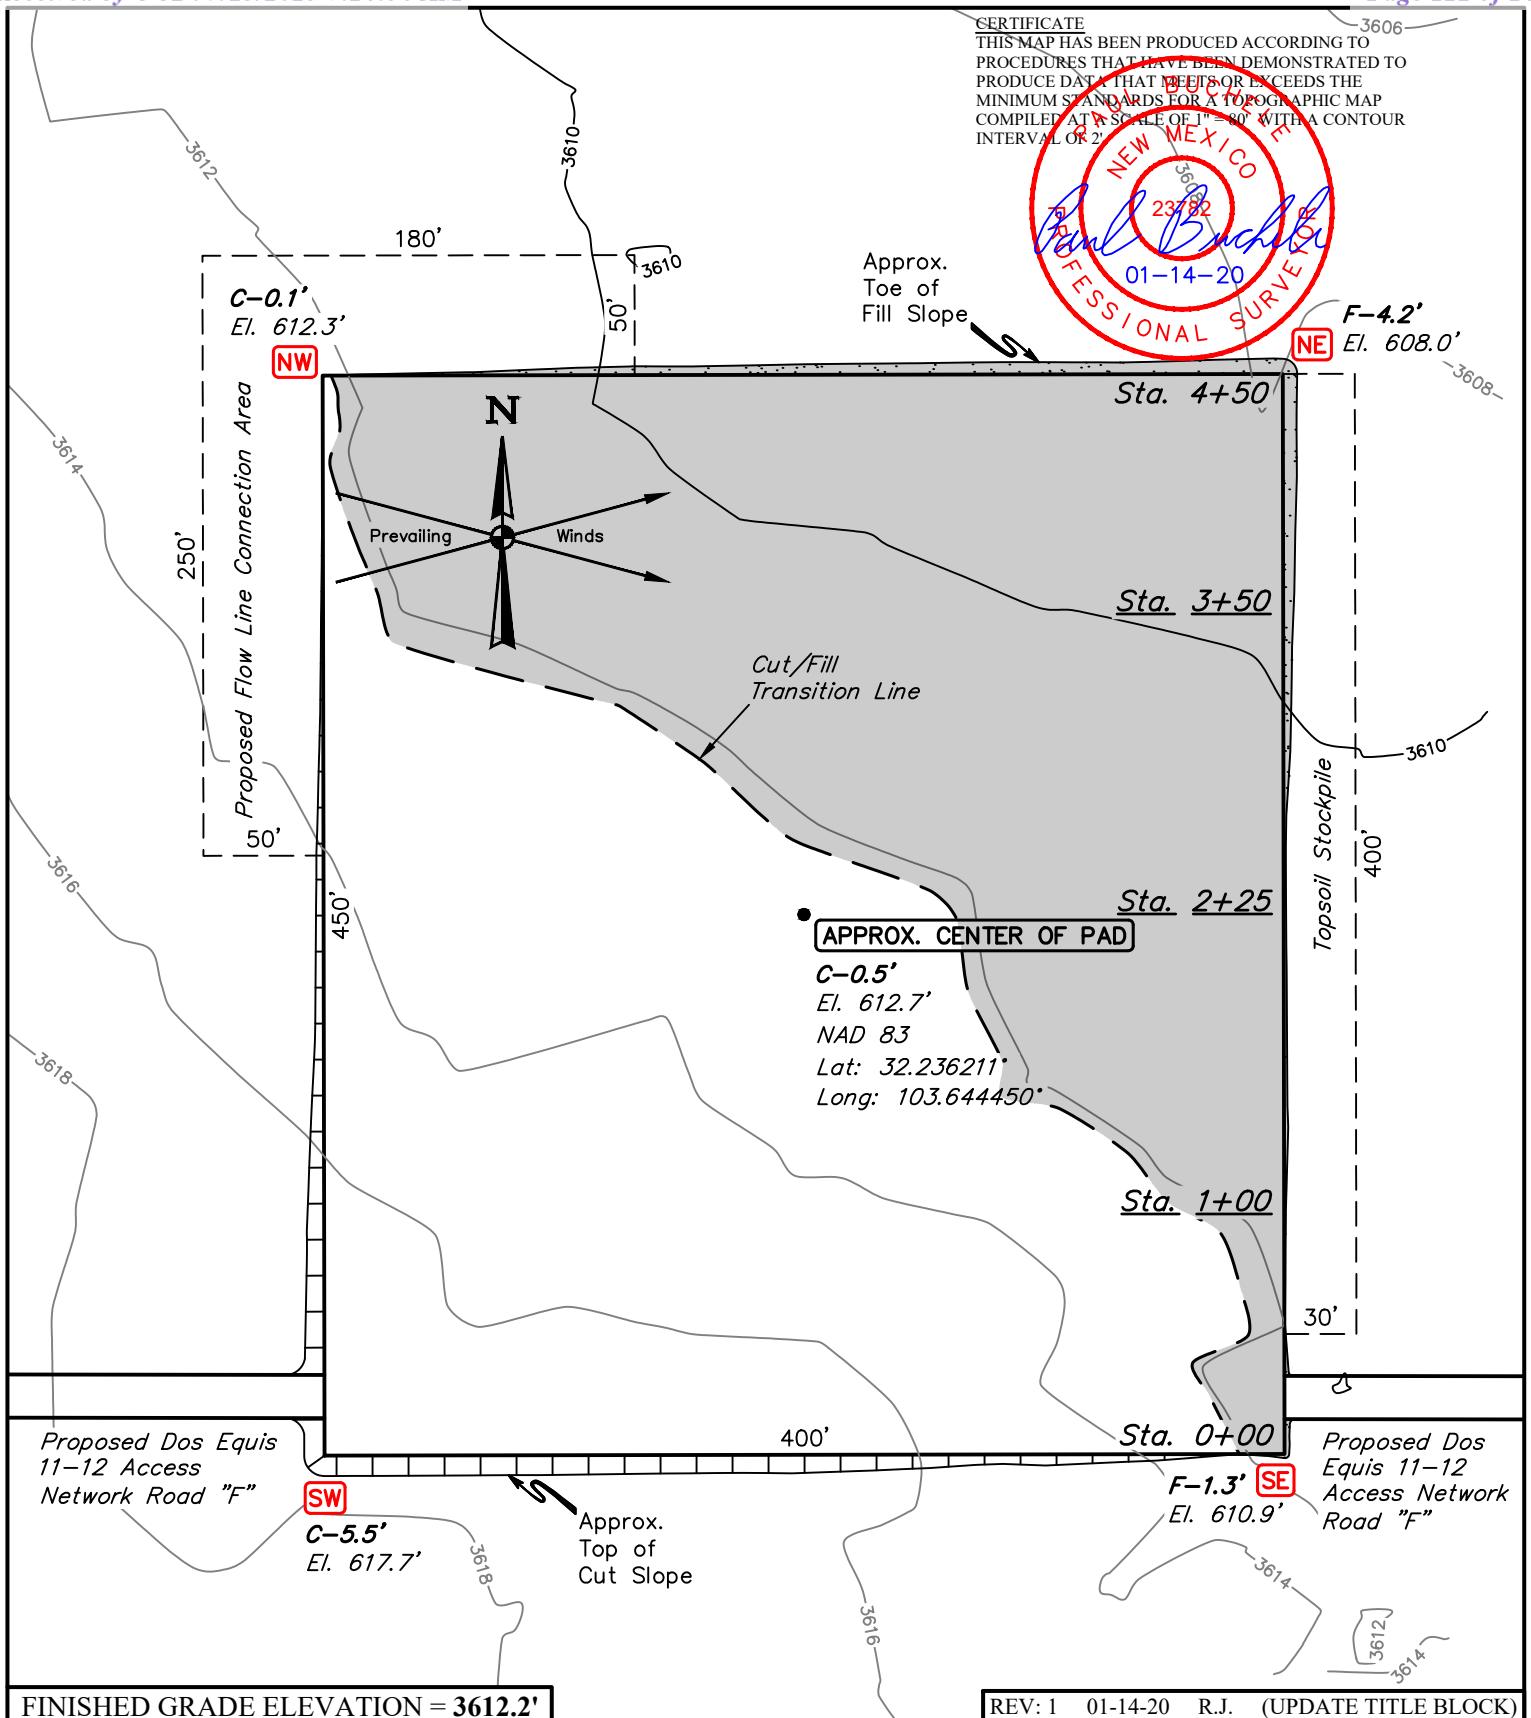 CERTIFICATE
THIS MAP HAS BEEN PRODUCED ACCORDING TO
PROCEDURES THAT HAVE BEEN DEMONSTRATED TO
PRODUCE DATA THAT MEETS OR EXCEEDS THE
MINIMUM STANDARDS FOR A TOPOGRAPHIC MAP
COMPILED AT A SCALE OF 1" = 80' WITH A CONTOUR
INTERVAL OF 2'.
PAUL BUCHELE
NEW MEXICO
23782
Paul Buchele
01-14-20
PROFESSIONAL SURVEYOR
3606
3610
3612
3608
180'
3610
50'
Approx.
Toe of
Fill Slope
C-0.1'
El. 612.3'
NW
F-4.2'
El. 608.0'
NE
3608
Sta. 4+50
N
3614
Prevailing Winds
250'
Proposed Flow Line Connection Area
50'
Sta. 3+50
Cut/Fill
Transition Line
3610
Topsoil Stockpile
400'
3616
450'
Sta. 2+25
APPROX. CENTER OF PAD
C-0.5'
El. 612.7'
NAD 83
Lat: 32.236211°
Long: 103.644450°
3618
Sta. 1+00
30'
400'
Sta. 0+00
Proposed Dos Equis
11-12 Access
Network Road "F"
SW
C-5.5'
El. 617.7'
Approx.
Top of
Cut Slope
F-1.3'
El. 610.9'
SE
Proposed Dos
Equis 11-12
Access Network
Road "F"
3618
3616
3614
3612
3614
FINISHED GRADE ELEVATION = 3612.2'
REV: 1 01-14-20 R.J. (UPDATE TITLE BLOCK)